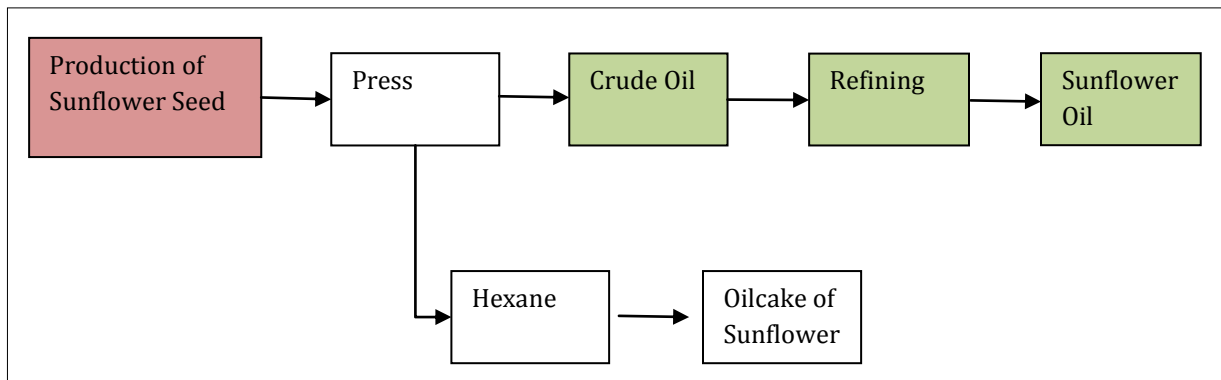 Production of
Sunflower Seed
Press
Crude Oil
Refining
Sunflower
Oil
Hexane
Oilcake of
Sunflower